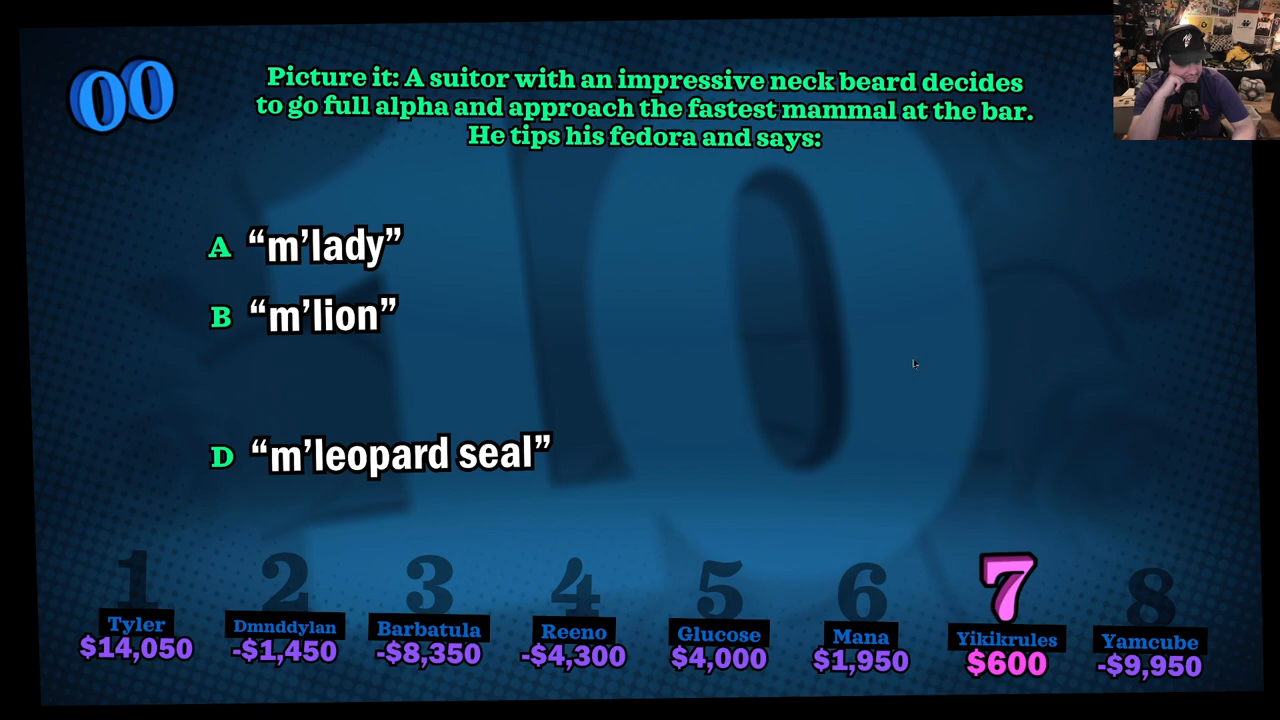 00
Picture it: A suitor with an impressive neck beard decides
to go full alpha and approach the fastest mammal at the bar.
He tips his fedora and says:
10
A “m’lady”
B “m’lion”
D “m’leopard seal”
1 2 3 4 5 6 7 8
Tyler Dmnddylan Barbatula Reeno Glucose Mana Yikikrules Yamcube
$14,050 -$1,450 -$8,350 -$4,300 $4,000 $1,950 $600 -$9,950